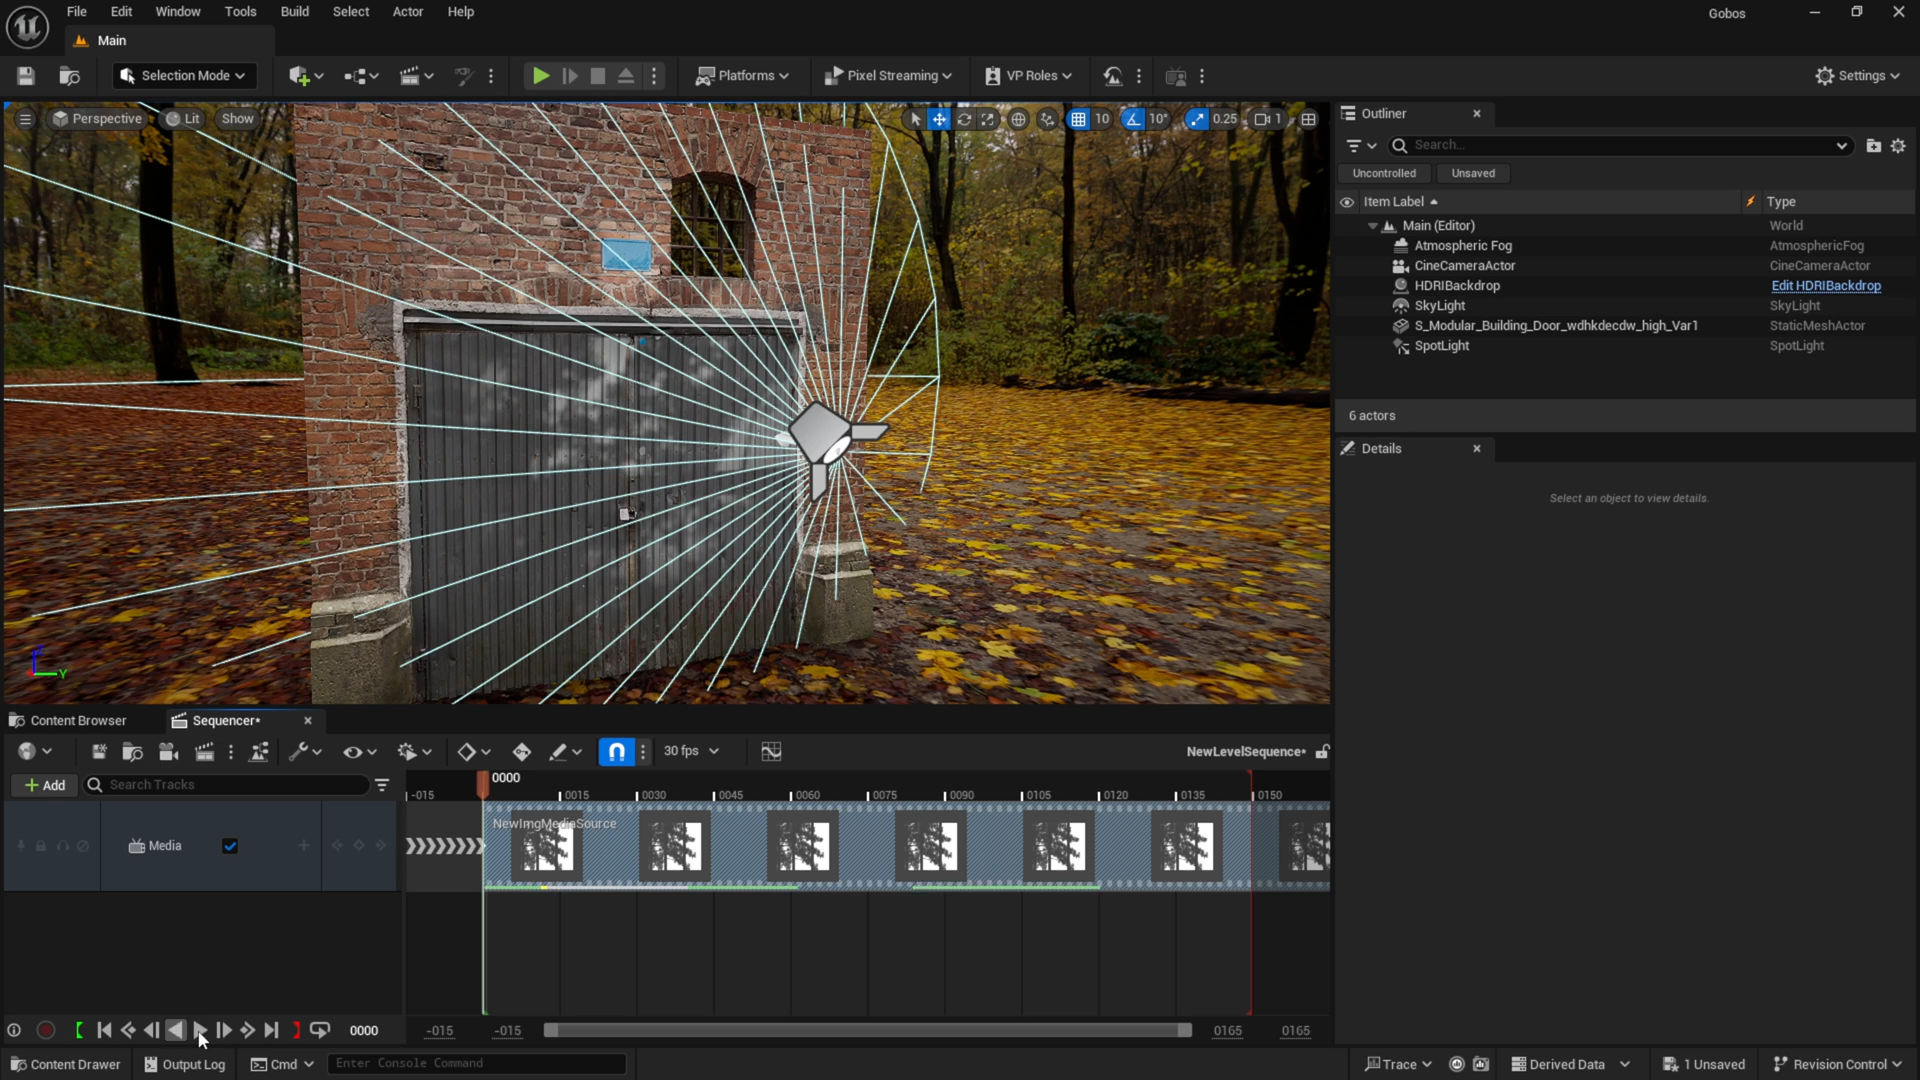 File Edit Window Tools Build Select Actor Help
Gobos
Main
Selection Mode
Platforms
Pixel Streaming
VP Roles
Settings
Perspective
Lit
Show
10
10°
0.25
1
Outliner
Search...
Uncontrolled
Unsaved
Item Label
Type
Main (Editor) World
Atmospheric Fog AtmosphericFog
CineCameraActor CineCameraActor
HDRIBackdrop Edit HDRIBackdrop
SkyLight SkyLight
S_Modular_Building_Door_wdhkdecdw_high_Var1 StaticMeshActor
SpotLight SpotLight
6 actors
Details
Select an object to view details.
Y
Content Browser
Sequencer*
30 fps
NewLevelSequence*
Add
Search Tracks
0000
-015 0015 0030 0045 0060 0075 0090 0105 0120 0135 0150
NewImgMediaSource
Media
0000
-015 -015 0165 0165
Content Drawer
Output Log
Cmd
Enter Console Command
Trace
Derived Data
1 Unsaved
Revision Control